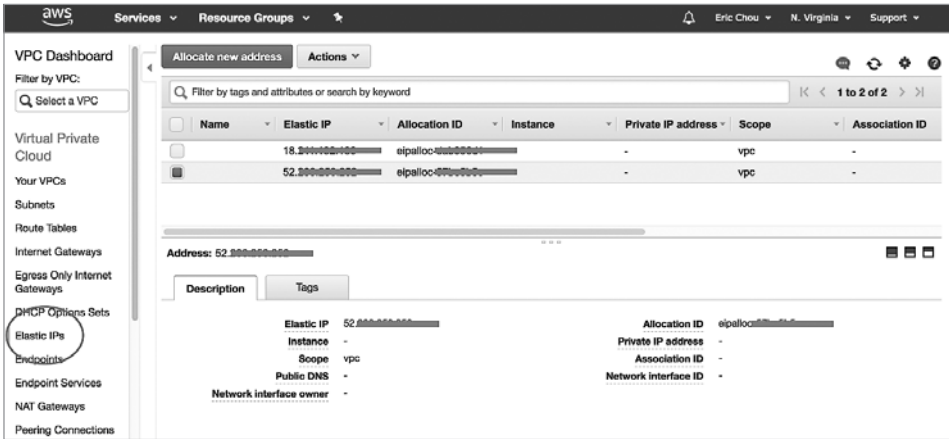 aws Services Resource Groups Eric Chou N. Virginia Support
VPC Dashboard
Filter by VPC:
Select a VPC
Virtual Private
Cloud
Your VPCs
Subnets
Route Tables
Internet Gateways
Egress Only Internet
Gateways
DHCP Options Sets
Elastic IPs
Endpoints
Endpoint Services
NAT Gateways
Peering Connections
Allocate new address Actions
Filter by tags and attributes or search by keyword 1 to 2 of 2
Name Elastic IP Allocation ID Instance Private IP address Scope Association ID
18. eipalloc - vpc -
52. eipalloc - vpc -
Address: 52.
Description Tags
Elastic IP 52. Allocation ID eipalloc
Instance - Private IP address -
Scope vpc Association ID -
Public DNS - Network interface ID -
Network interface owner -